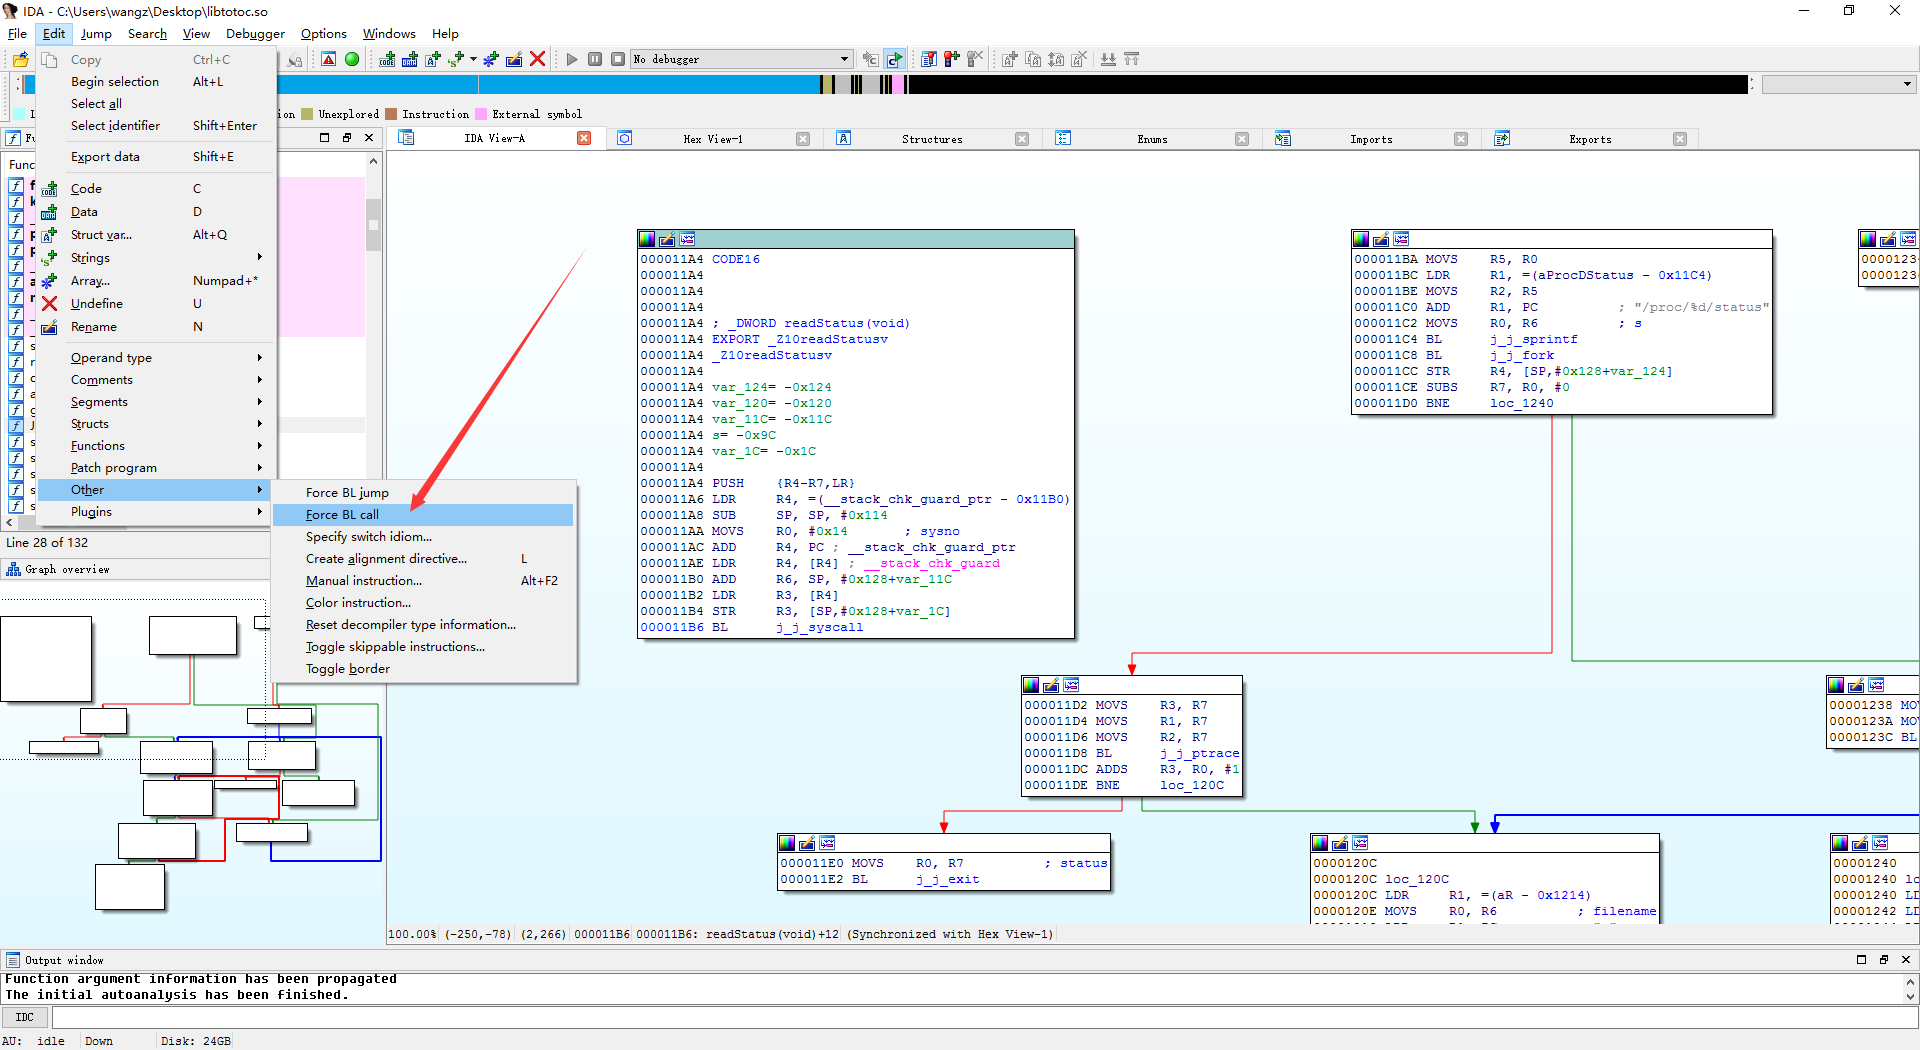 IDA - C:\Users\wangz\Desktop\libtotoc.so
File Edit Jump Search View Debugger Options Windows Help
No debugger
Unexplored Instruction External symbol
IDA View-A Hex View-1 Structures Enums Imports Exports
Copy Ctrl+C
Begin selection Alt+L
Select all
Select identifier Shift+Enter
Export data Shift+E
Code C
Data D
Struct var... Alt+Q
Strings
Array... Numpad+*
Undefine U
Rename N
Operand type
Comments
Segments
Structs
Functions
Patch program
Other
Plugins
Force BL jump
Force BL call
Specify switch idiom...
Create alignment directive... L
Manual instruction... Alt+F2
Color instruction...
Reset decompiler type information...
Toggle skippable instructions...
Toggle border
Line 28 of 132
Graph overview
000011A4 CODE16
000011A4
000011A4
000011A4
000011A4 ; _DWORD readStatus(void)
000011A4 EXPORT _Z10readStatusv
000011A4 _Z10readStatusv
000011A4
000011A4 var_124= -0x124
000011A4 var_120= -0x120
000011A4 var_11C= -0x11C
000011A4 s= -0x9C
000011A4 var_1C= -0x1C
000011A4
000011A4 PUSH {R4-R7,LR}
000011A6 LDR R4, =(__stack_chk_guard_ptr - 0x11B0)
000011A8 SUB SP, SP, #0x114
000011AA MOVS R0, #0x14 ; sysno
000011AC ADD R4, PC ; __stack_chk_guard_ptr
000011AE LDR R4, [R4] ; __stack_chk_guard
000011B0 ADD R6, SP, #0x128+var_11C
000011B2 LDR R3, [R4]
000011B4 STR R3, [SP,#0x128+var_1C]
000011B6 BL j_j_syscall
000011BA MOVS R5, R0
000011BC LDR R1, =(aProcDStatus - 0x11C4)
000011BE MOVS R2, R5
000011C0 ADD R1, PC ; "/proc/%d/status"
000011C2 MOVS R0, R6 ; s
000011C4 BL j_j_sprintf
000011C8 BL j_j_fork
000011CC STR R4, [SP,#0x128+var_124]
000011CE SUBS R7, R0, #0
000011D0 BNE loc_1240
0000123
0000123
000011D2 MOVS R3, R7
000011D4 MOVS R1, R7
000011D6 MOVS R2, R7
000011D8 BL j_j_ptrace
000011DC ADDS R3, R0, #1
000011DE BNE loc_120C
00001238 MO
0000123A MO
0000123C BL
000011E0 MOVS R0, R7 ; status
000011E2 BL j_j_exit
0000120C
0000120C loc_120C
0000120C LDR R1, =(aR - 0x1214)
0000120E MOVS R0, R6 ; filename
00001240
00001240 lo
00001240 LD
00001242 LD
100.00% (-250,-78) (2,266) 000011B6 000011B6: readStatus(void)+12 (Synchronized with Hex View-1)
Output window
Function argument information has been propagated
The initial autoanalysis has been finished.
IDC
AU: idle Down Disk: 24GB